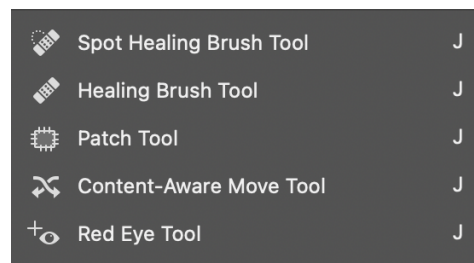 Spot Healing Brush Tool J
Healing Brush Tool J
Patch Tool J
Content-Aware Move Tool J
Red Eye Tool J